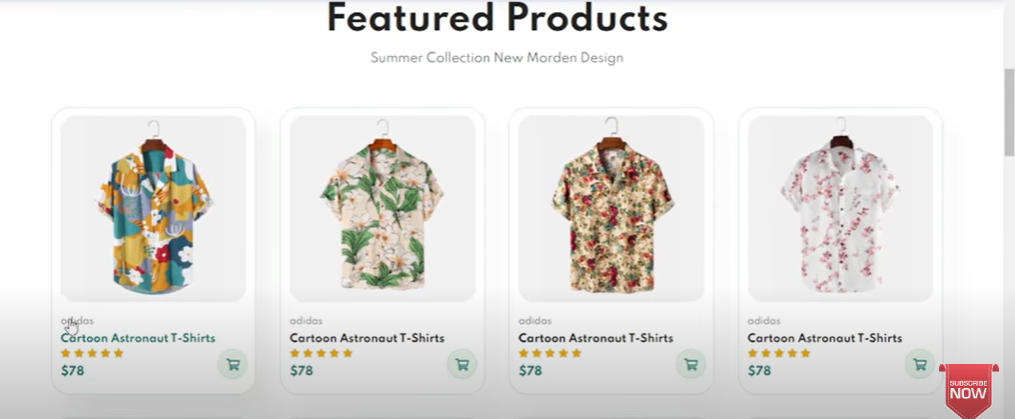 Featured Products
Summer Collection New Morden Design
adidas
Cartoon Astronaut T-Shirts
$78
adidas
Cartoon Astronaut T-Shirts
$78
adidas
Cartoon Astronaut T-Shirts
$78
adidas
Cartoon Astronaut T-Shirts
$78
SUBSCRIBE
NOW